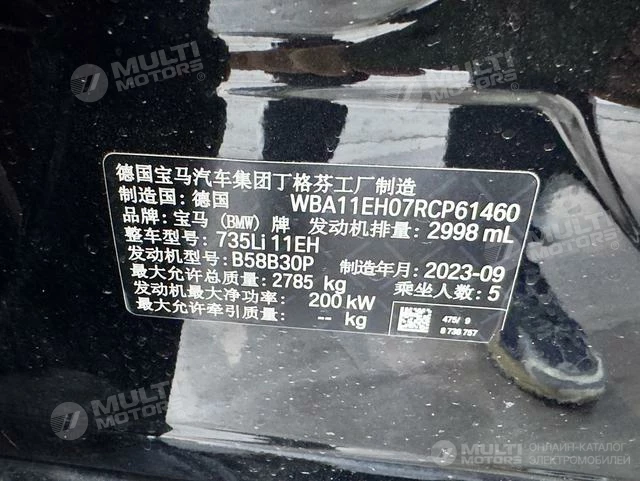 MULTI
MOTORS®
MULTI
MOTORS®
德国宝马汽车集团丁格芬工厂制造
制造国: 德国 WBA11EH07RCP61460
品牌: 宝马 (BMW) 牌 发动机排量: 2998 mL
整车型号: 735Li 11EH
发动机型号: B58B30P 制造年月: 2023-09
最大允许总质量: 2785 kg 乘坐人数: 5
发动机最大净功率: 200 kW
最大允许牵引质量: -- kg
475/ 9
8 738 757
MULTI
MOTORS
MULTI
MOTORS
ОНЛАЙН-КАТАЛОГ
ЭЛЕКТРОМОБИЛЕЙ